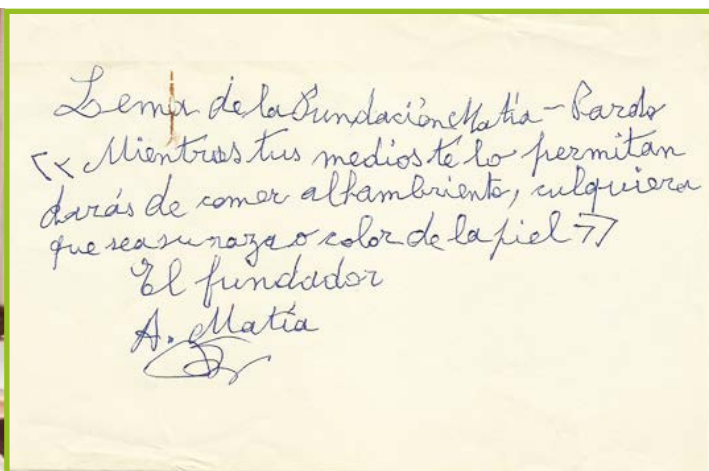 Lema de la Fundación Matía - Pardo
<< Mientras tus medios te lo permitan
darás de comer al hambriento, culquiera
que sea su raza o color de la piel >>
El fundador
A. Matía